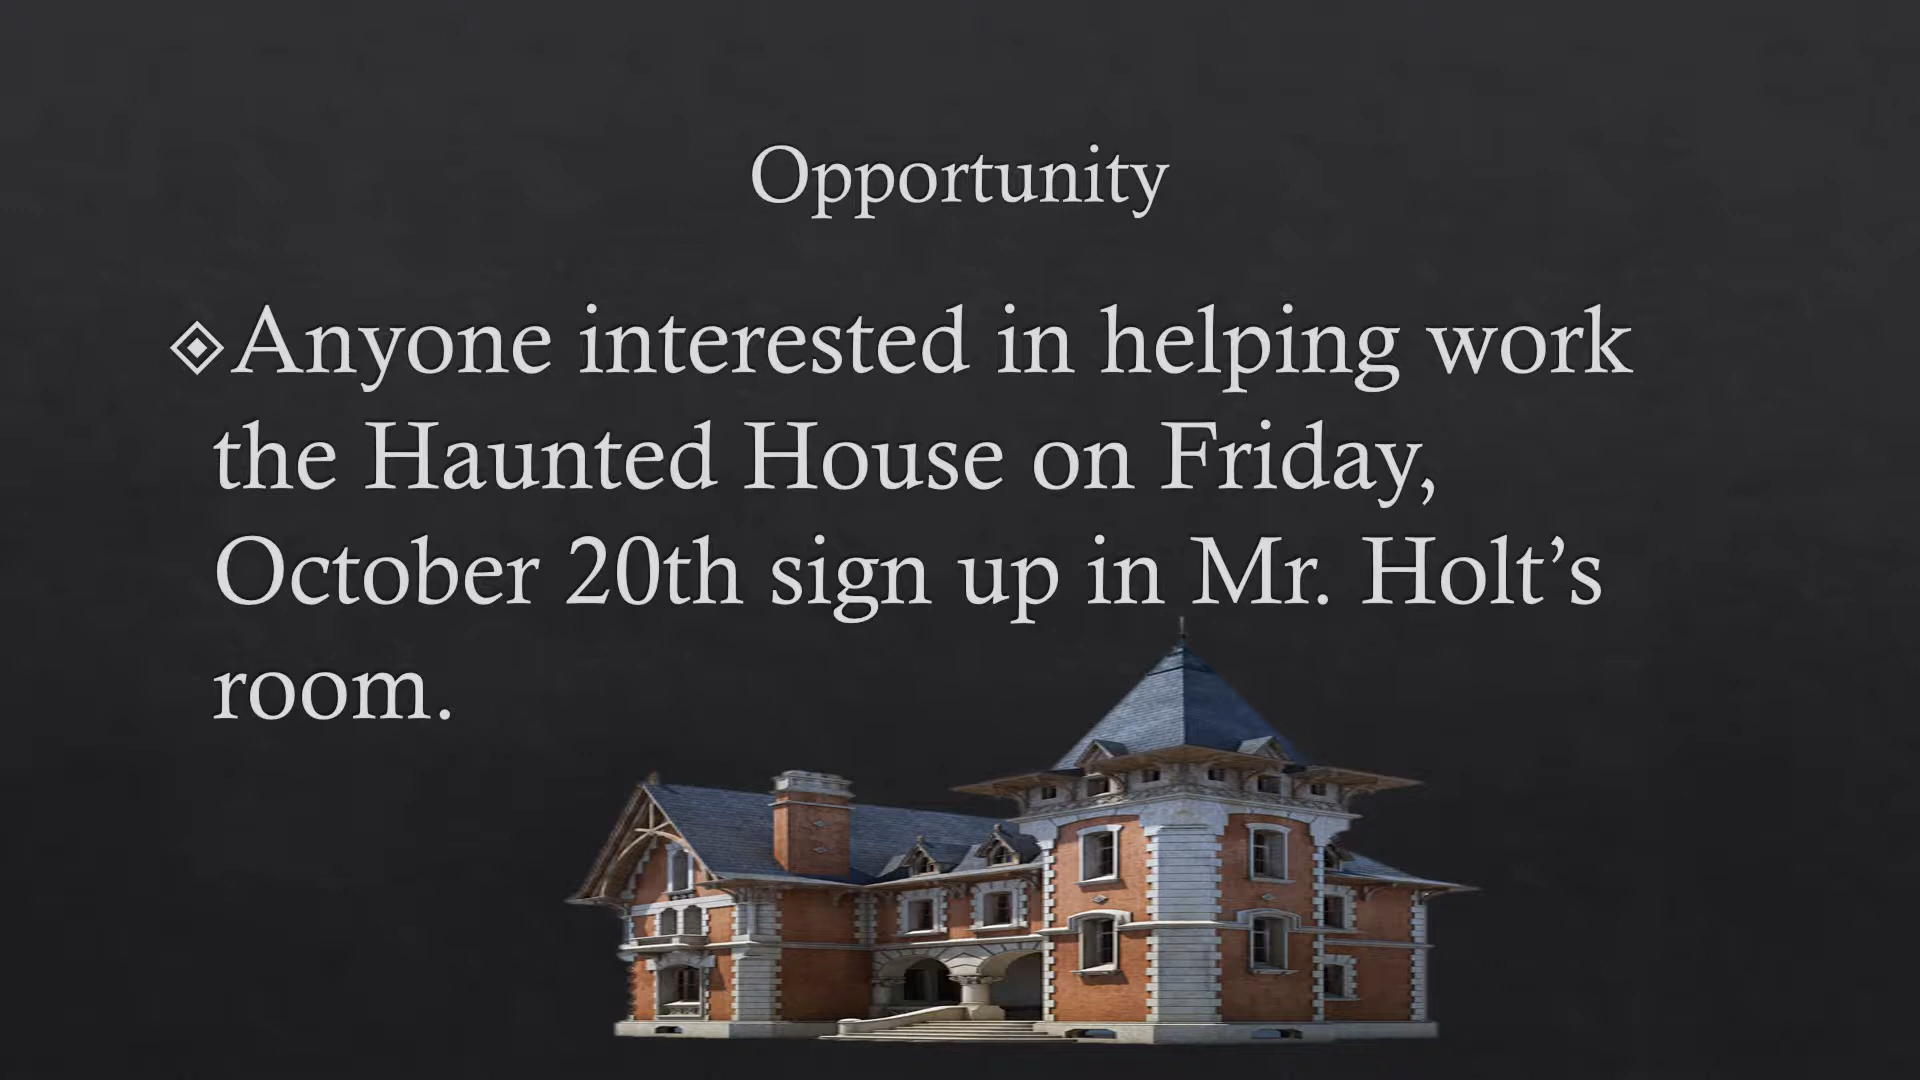 Opportunity
Anyone interested in helping work
the Haunted House on Friday,
October 20th sign up in Mr. Holt’s
room.